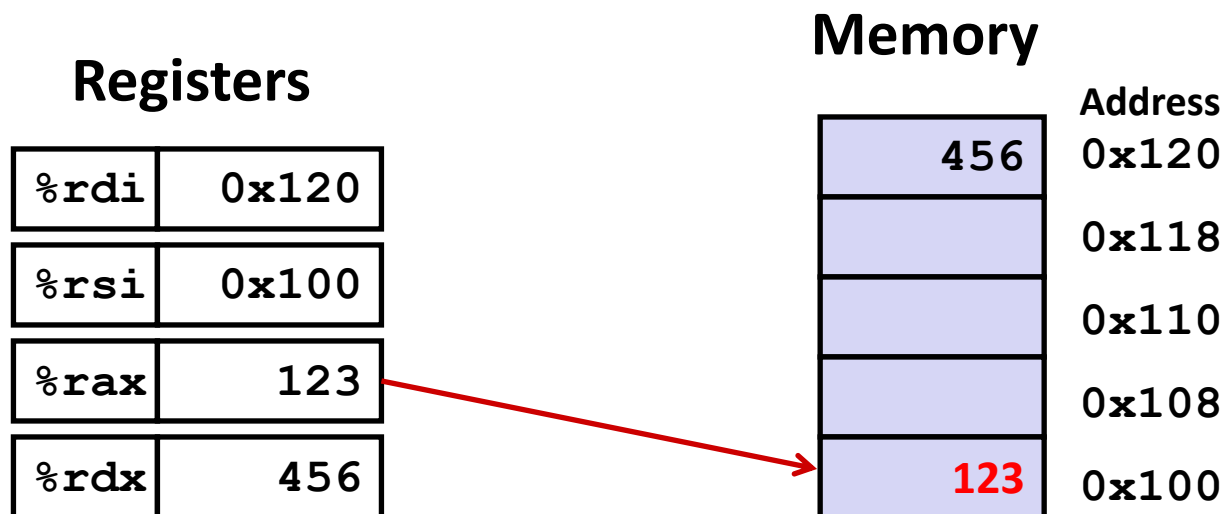 Registers
%rdi 0x120
%rsi 0x100
%rax 123
%rdx 456
Memory
Address
456 0x120
0x118
0x110
0x108
123 0x100